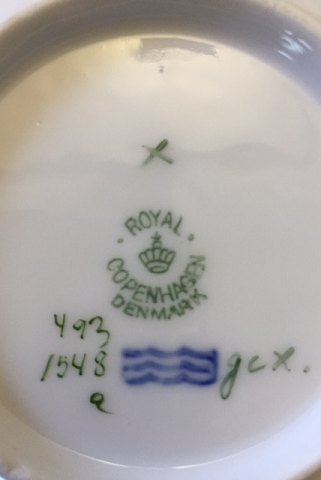 x
ROYAL
COPENHAGEN
DENMARK
493
1548
a
gcx.